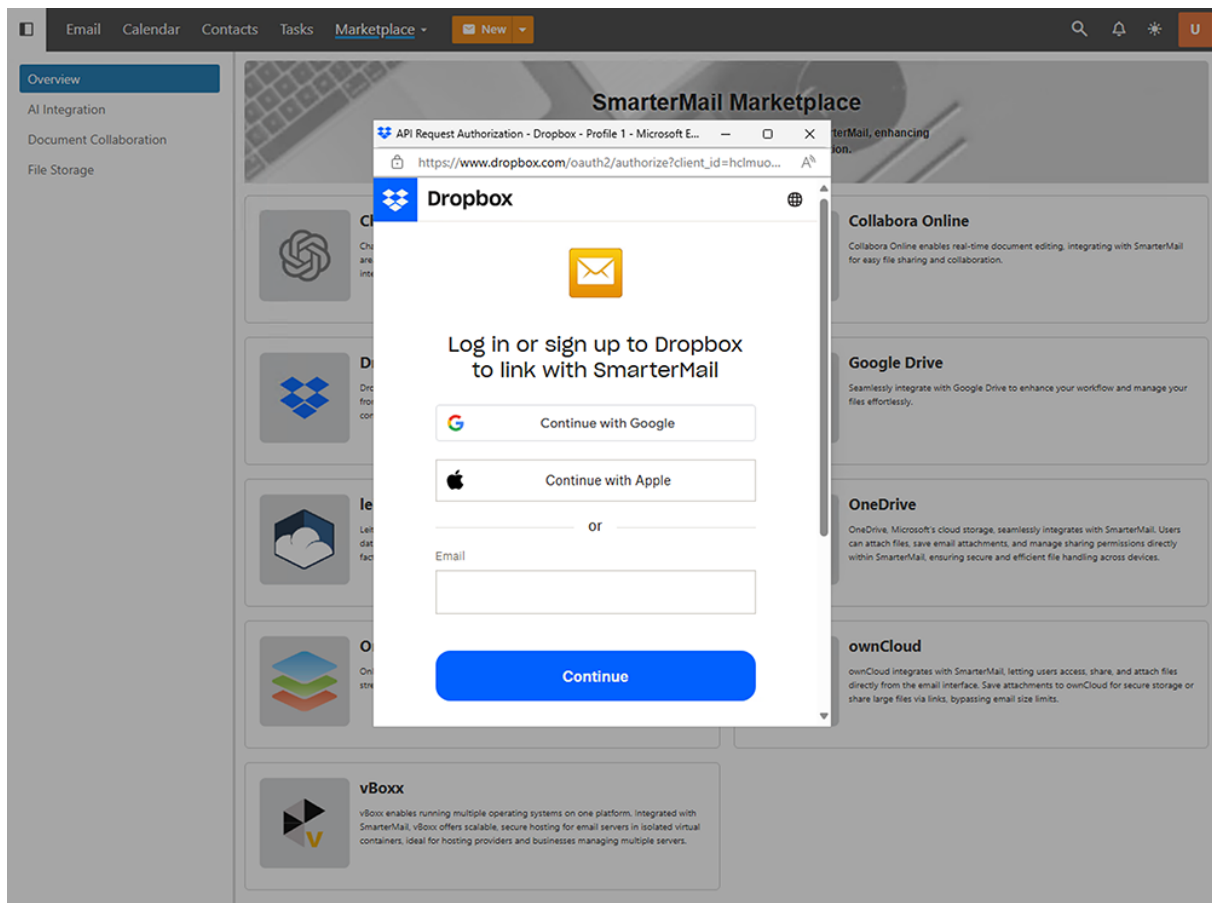 Email Calendar Contacts Tasks Marketplace New U
Overview
AI Integration
Document Collaboration
File Storage
SmarterMail Marketplace
terMail, enhancing
ion.
API Request Authorization - Dropbox - Profile 1 - Microsoft E...
https://www.dropbox.com/oauth2/authorize?client_id=hclmuo...
Dropbox
Log in or sign up to Dropbox
to link with SmarterMail
Continue with Google
Continue with Apple
or
Email
Continue
Collabora Online
Collabora Online enables real-time document editing, integrating with SmarterMail
for easy file sharing and collaboration.
Google Drive
Seamlessly integrate with Google Drive to enhance your workflow and manage your
files effortlessly.
OneDrive
OneDrive, Microsoft's cloud storage, seamlessly integrates with SmarterMail. Users
can attach files, save email attachments, and manage sharing permissions directly
within SmarterMail, ensuring secure and efficient file handling across devices.
ownCloud
ownCloud integrates with SmarterMail, letting users access, share, and attach files
directly from the email interface. Save attachments to ownCloud for secure storage or
share large files via links, bypassing email size limits.
vBoxx
vBoxx enables running multiple operating systems on one platform. Integrated with
SmarterMail, vBoxx offers scalable, secure hosting for email servers in isolated virtual
containers, ideal for hosting providers and businesses managing multiple servers.